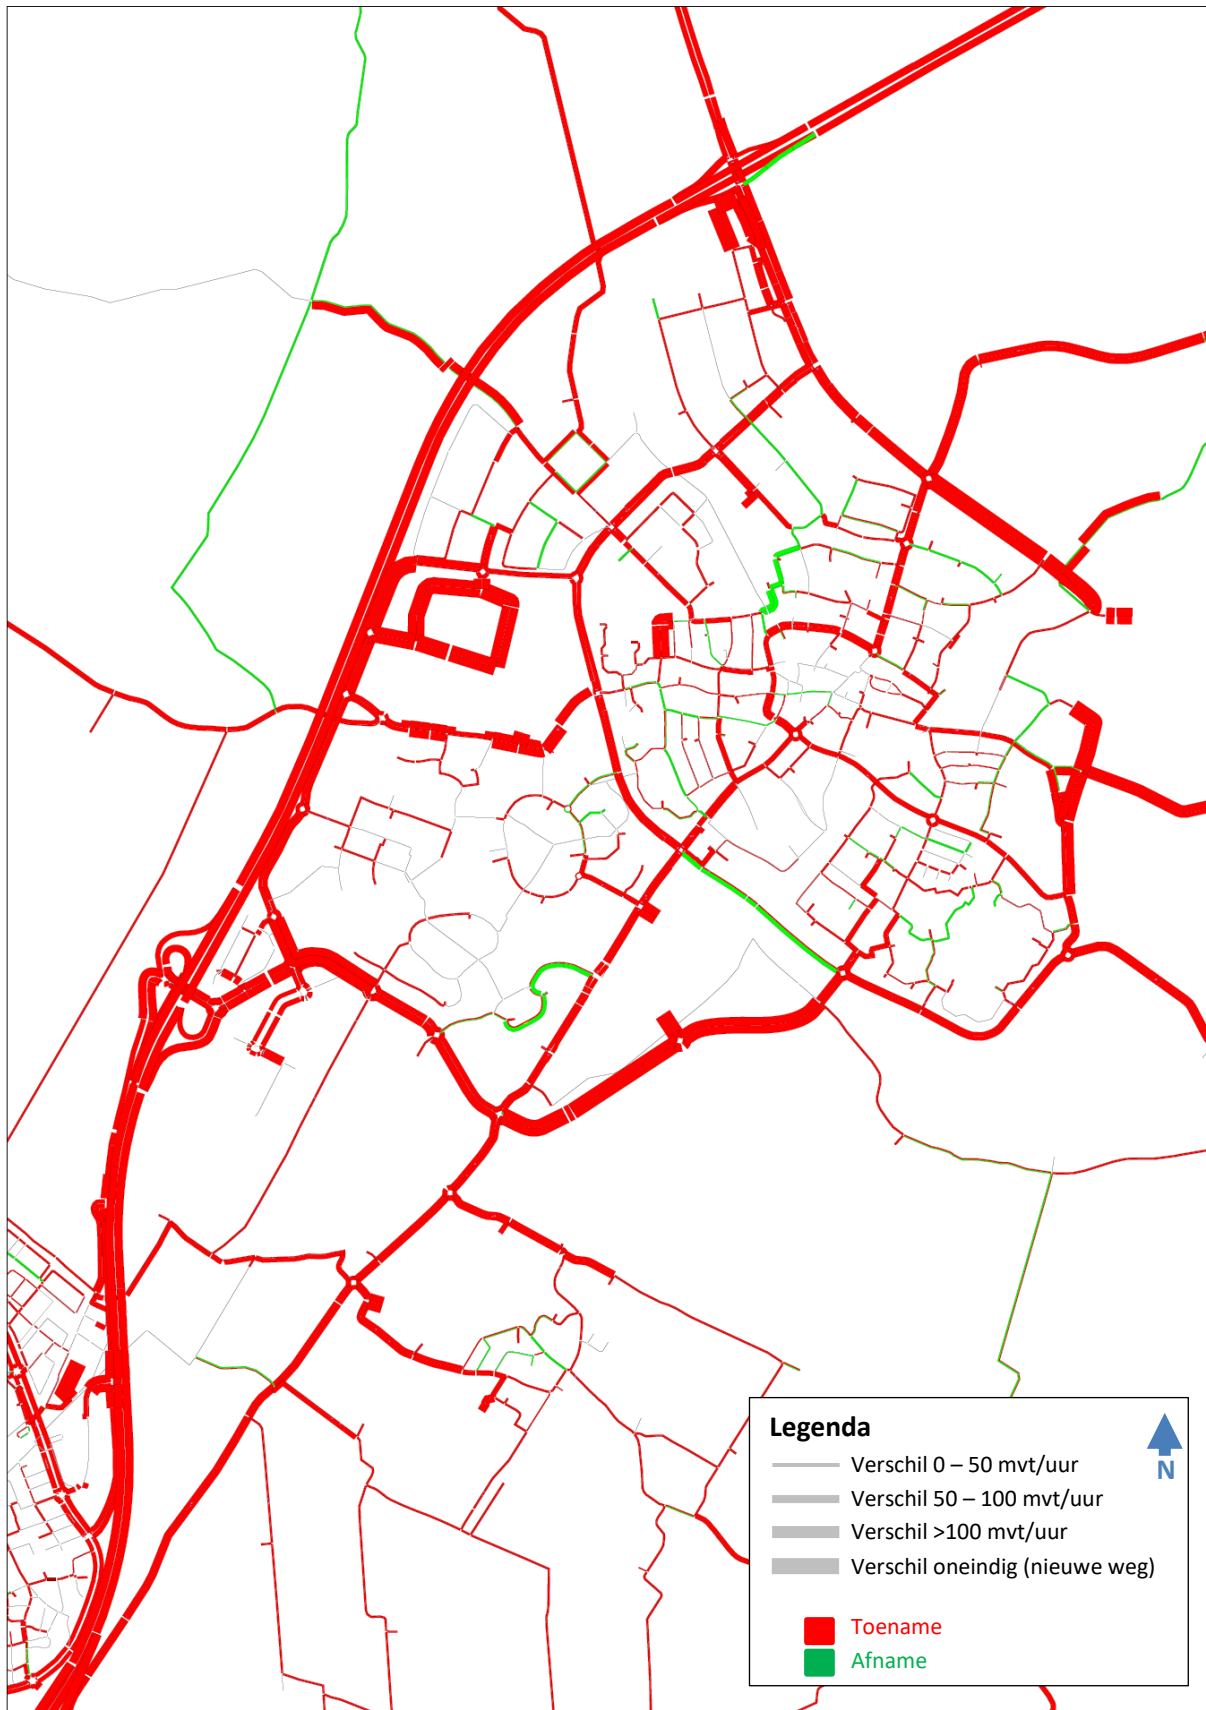 Legenda
N
Verschil 0 – 50 mvt/uur
Verschil 50 – 100 mvt/uur
Verschil >100 mvt/uur
Verschil oneindig (nieuwe weg)
Toename
Afname